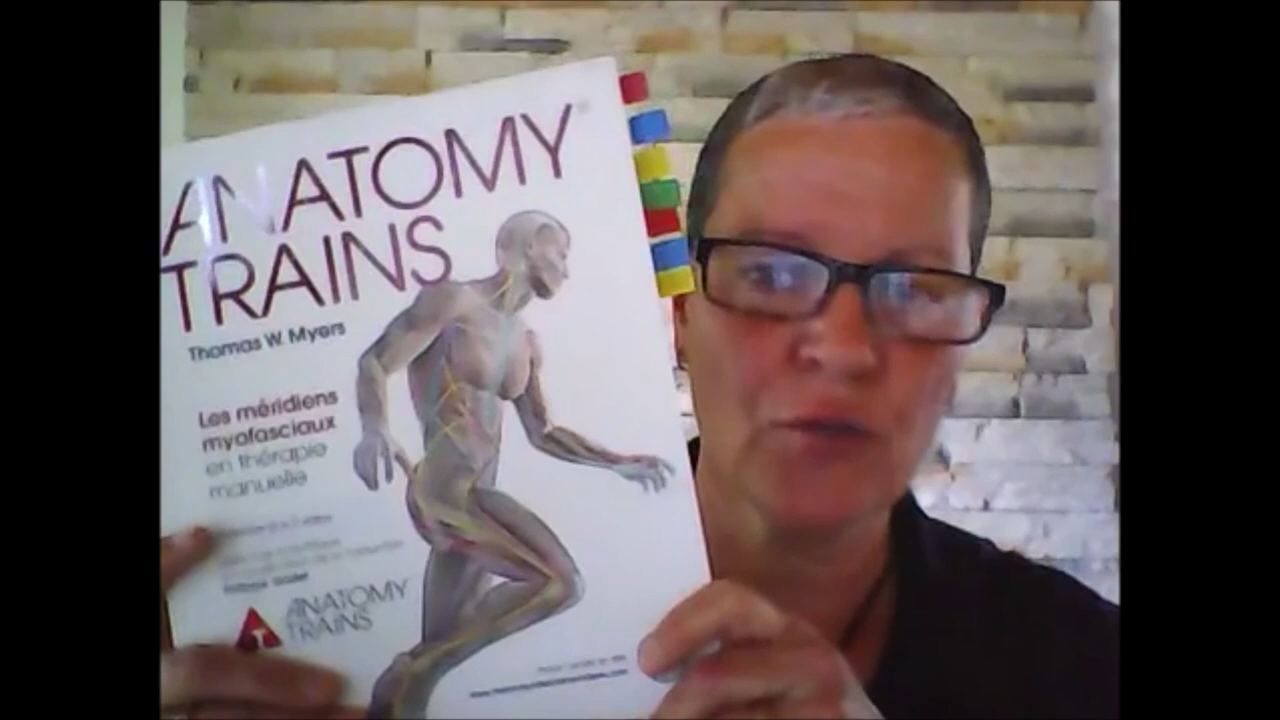 ANATOMY
TRAINS
Thomas W. Myers
Les méridiens
myofasciaux
en thérapie
manuelle
ANATOMY
TRAINS